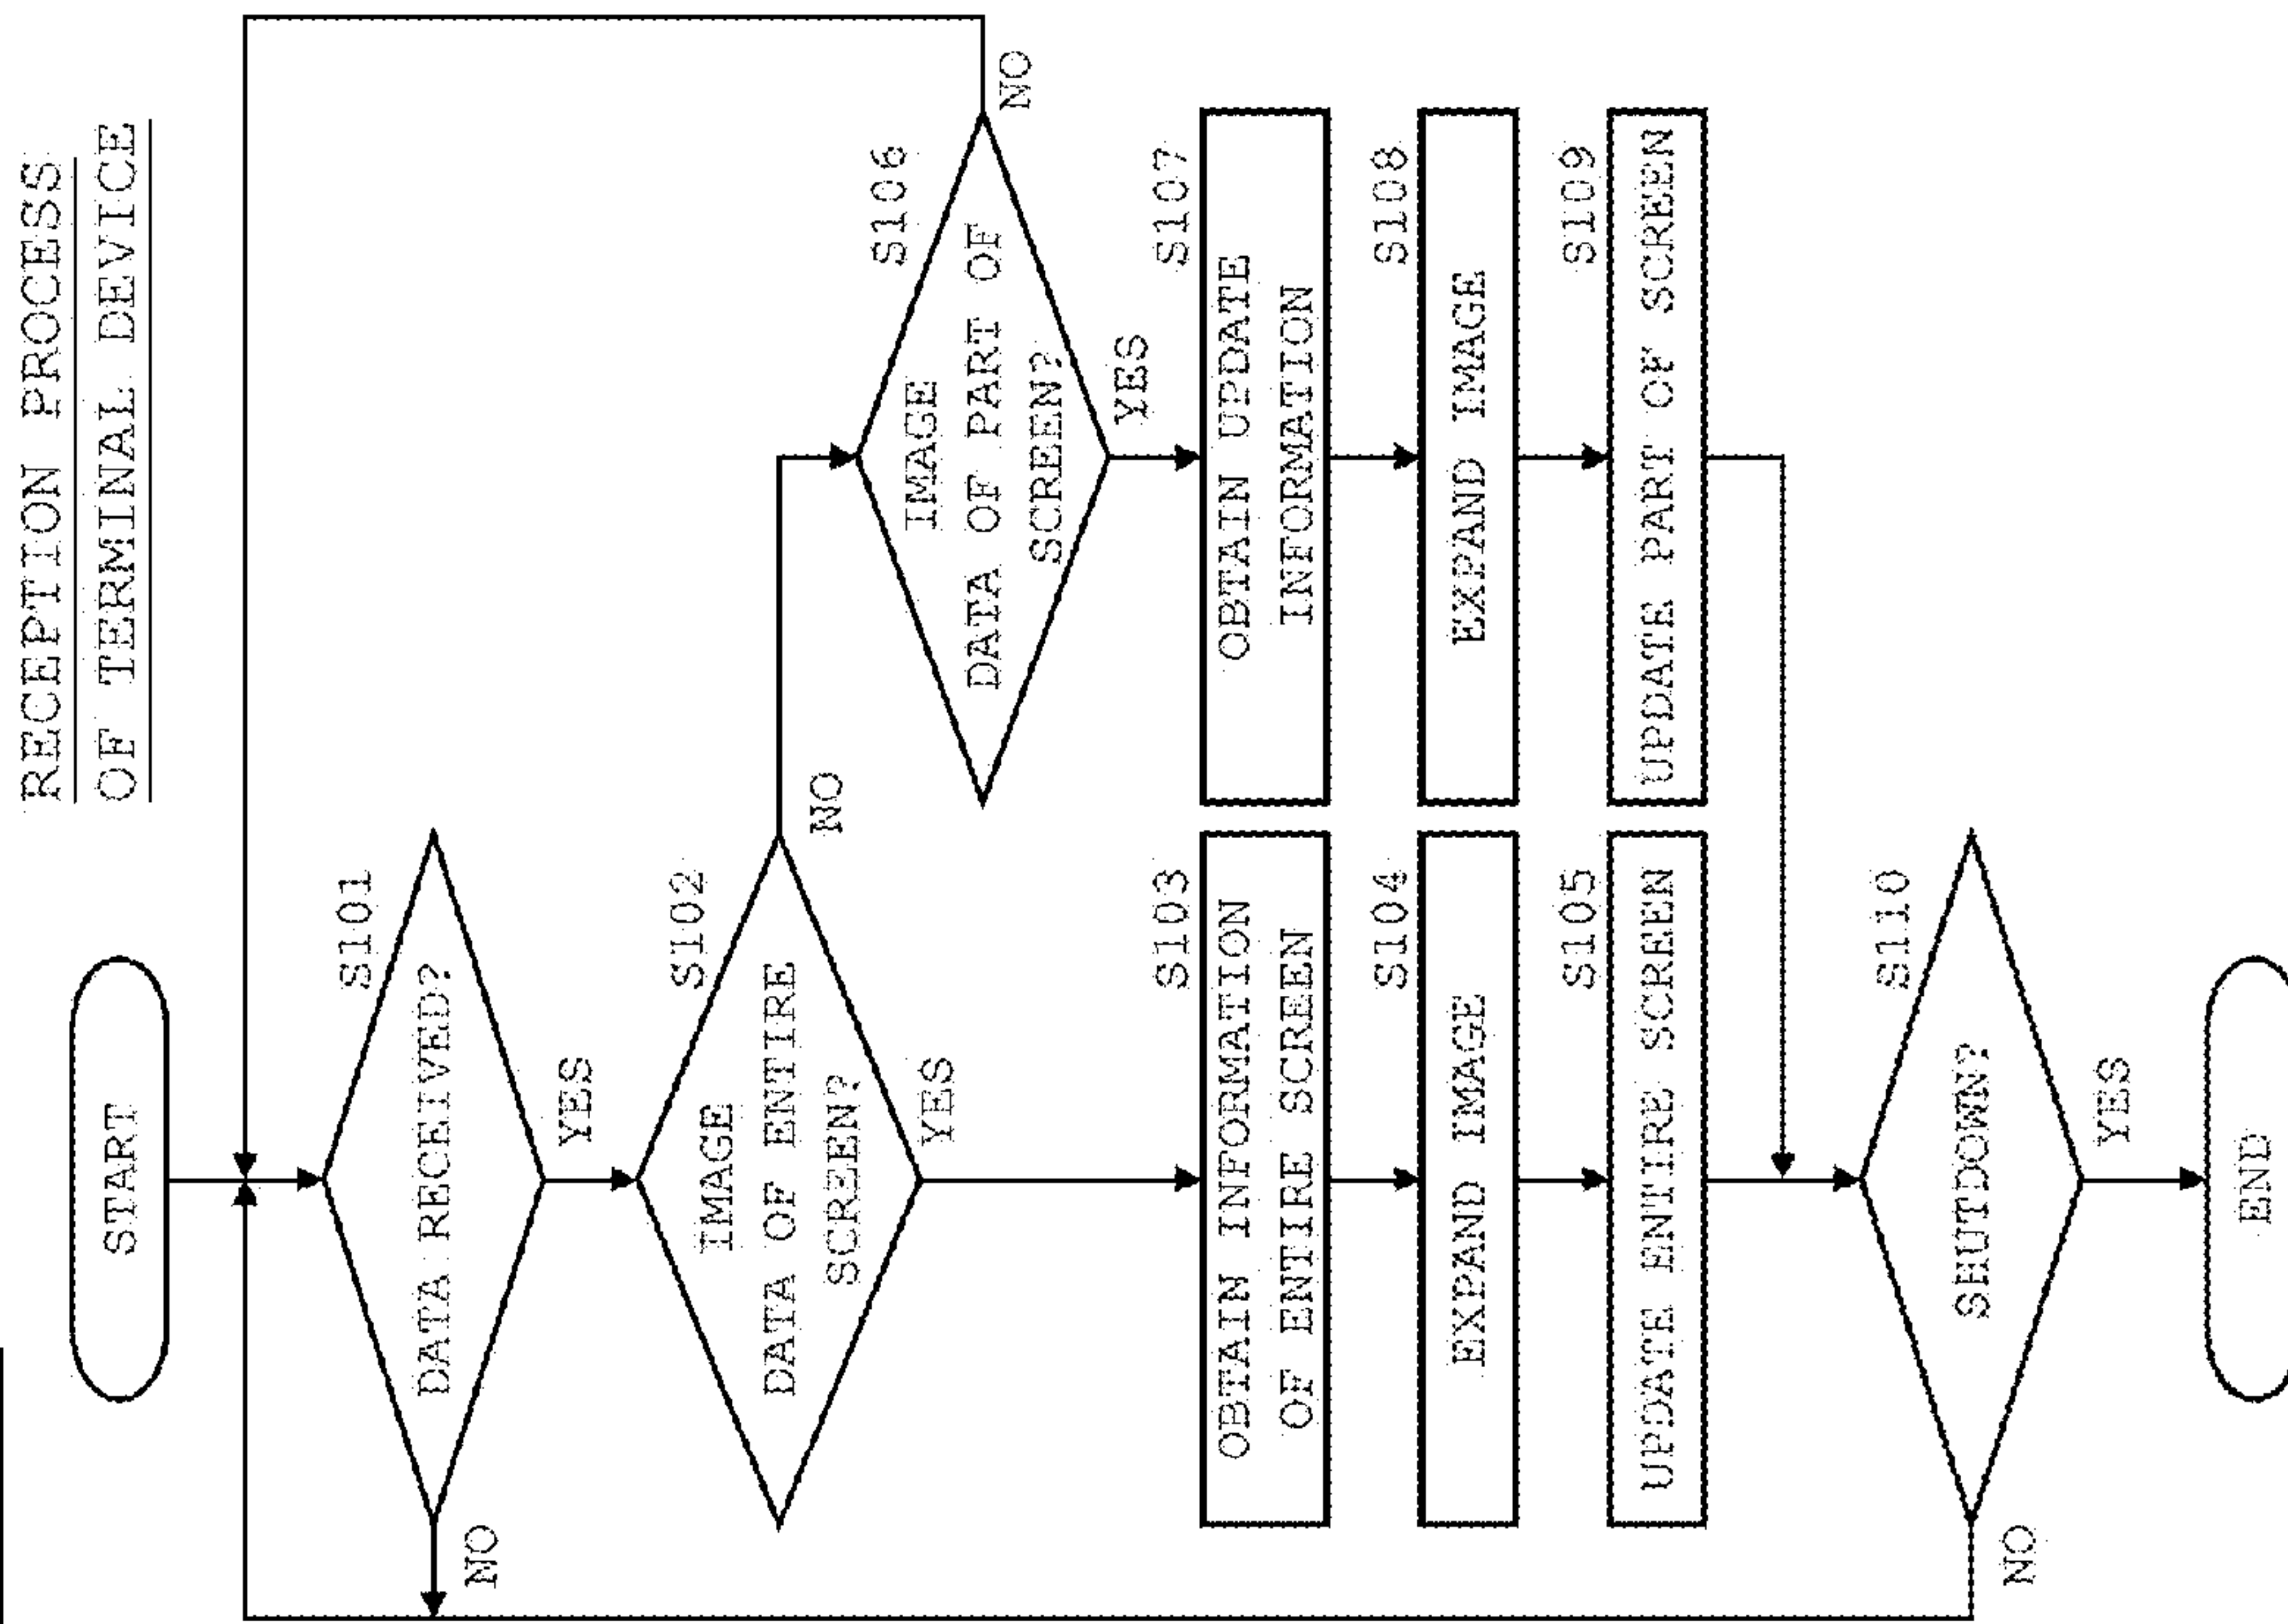 RECEPTION PROCESS
OF TERMINAL DEVICE
START
S101
DATA RECEIVED?
NO
YES
S102
IMAGE
DATA OF ENTIRE
SCREEN?
NO
YES
S106
IMAGE
DATA OF PART OF
SCREEN?
NO
YES
S103
OBTAIN INFORMATION
OF ENTIRE SCREEN
S107
OBTAIN UPDATE
INFORMATION
S104
EXPAND IMAGE
S108
EXPAND IMAGE
S105
UPDATE ENTIRE SCREEN
S109
UPDATE PART OF SCREEN
S110
SHUTDOWN?
NO
YES
END